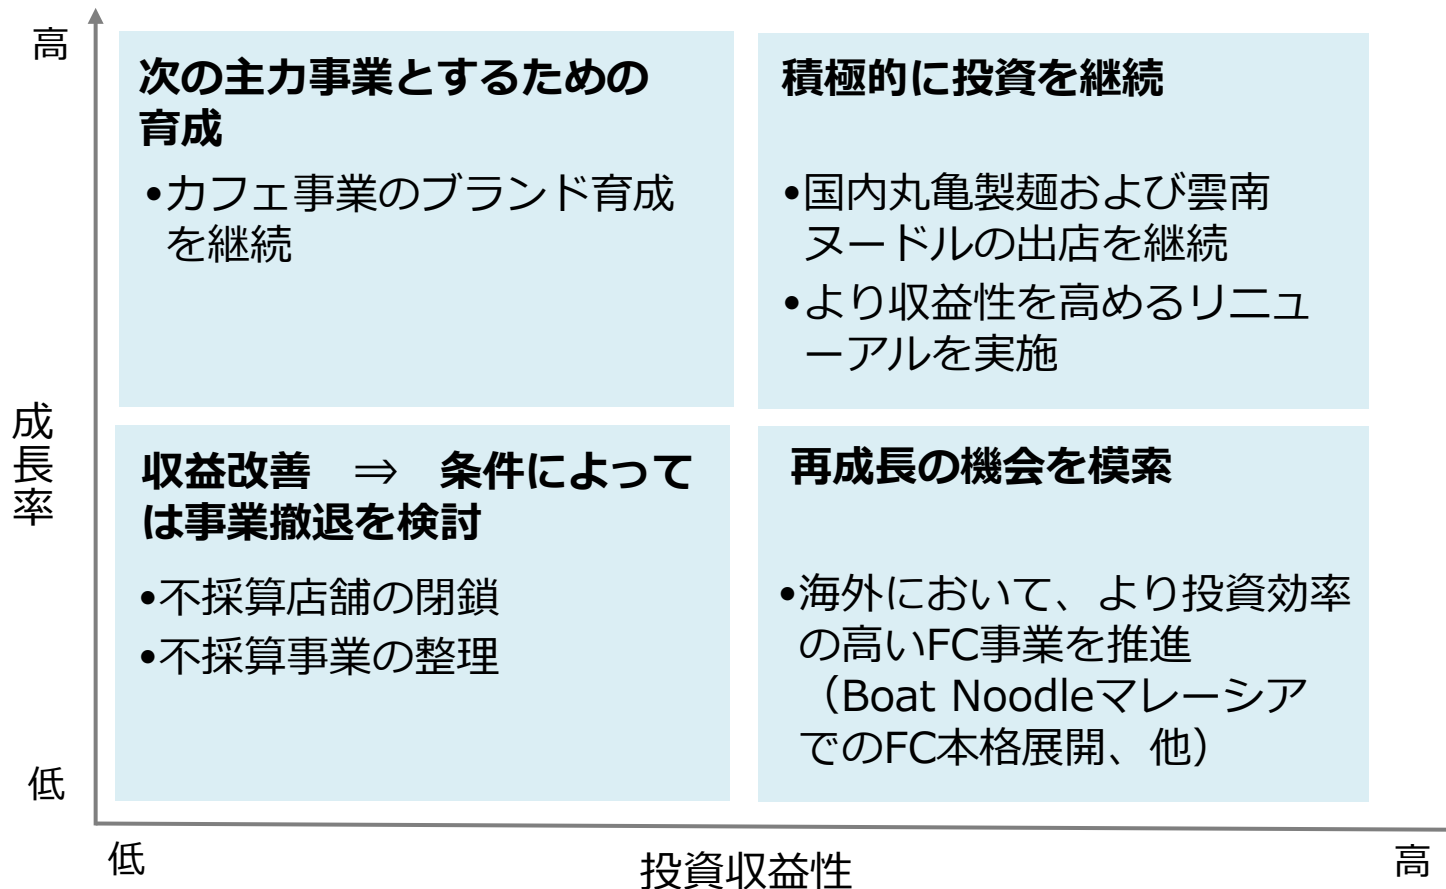 高
次の主力事業とするための
育成
•カフェ事業のブランド育成
を継続
積極的に投資を継続
•国内丸亀製麺および雲南
ヌードルの出店を継続
•より収益性を高めるリニュ
ーアルを実施
成長率
収益改善　⇒　条件によって
は事業撤退を検討
•不採算店舗の閉鎖
•不採算事業の整理
再成長の機会を模索
•海外において、より投資効率
の高いFC事業を推進
（Boat Noodleマレーシア
でのFC本格展開、他）
低
低
投資収益性
高